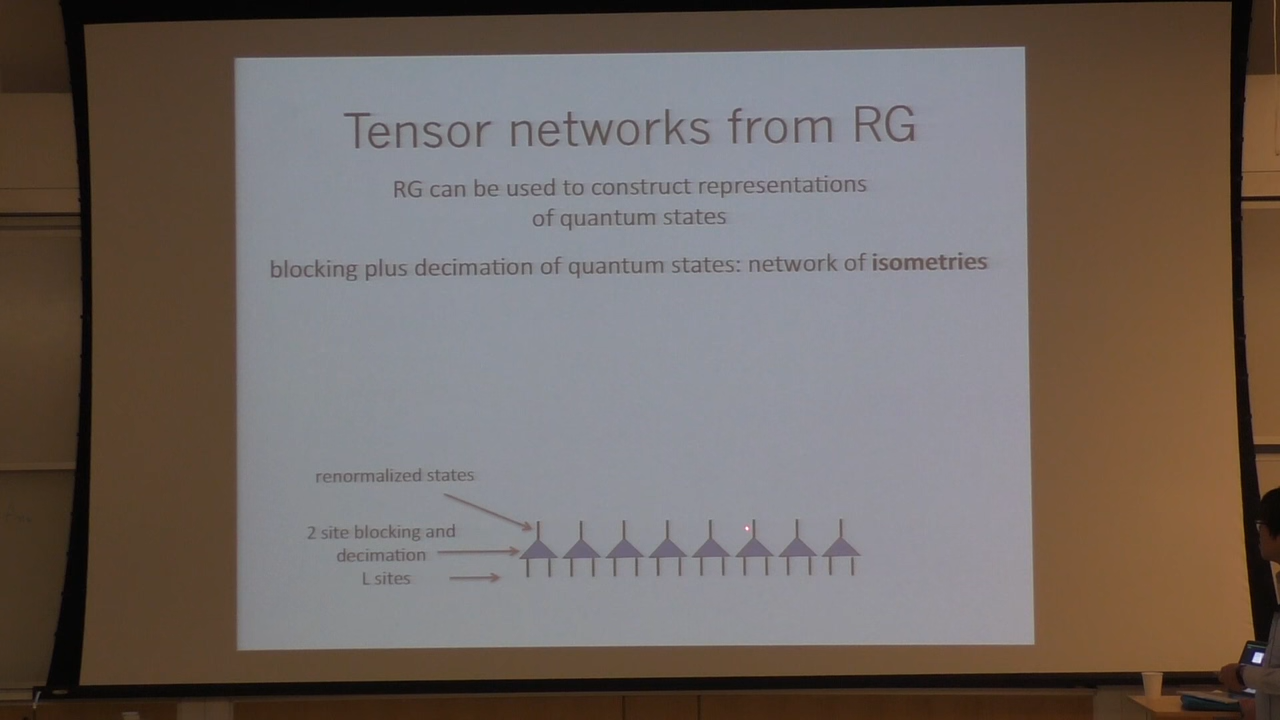 Tensor networks from RG
RG can be used to construct representations
of quantum states
blocking plus decimation of quantum states: network of isometries
renormalized states
2 site blocking and
decimation
L sites